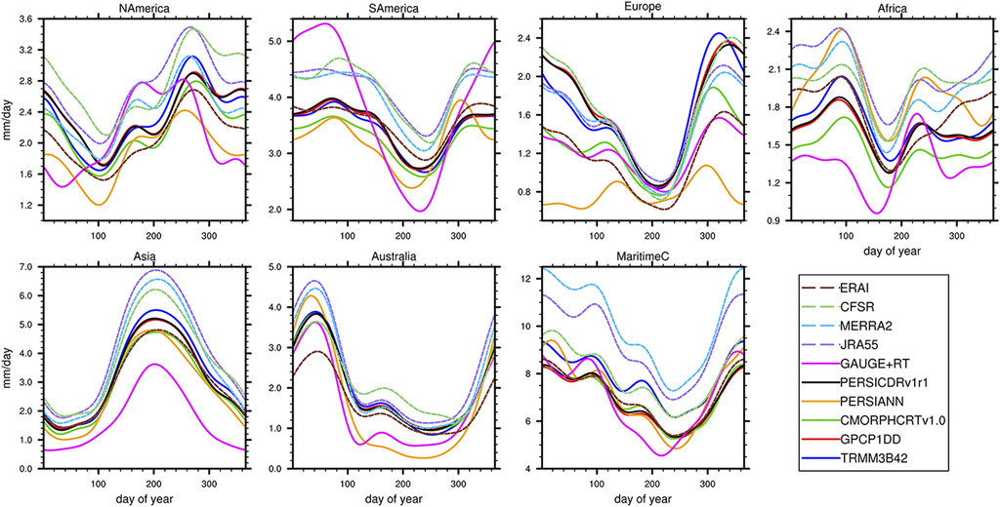 NAmerica
SAmerica
Europe
Africa
mm/day
3.6
3.2
2.8
2.4
2.0
1.6
1.2
100
200
300
5.0
4.0
3.0
2.0
100
200
300
2.4
2.0
1.6
1.2
0.8
100
200
300
2.4
2.1
1.8
1.5
1.2
0.9
100
200
300
day of year
Asia
Australia
MaritimeC
mm/day
7.0
6.0
5.0
4.0
3.0
2.0
1.0
0.0
100
200
300
day of year
5.0
4.0
3.0
2.0
1.0
0.0
100
200
300
day of year
12
10
8
6
4
100
200
300
day of year
ERAI
CFSR
MERRA2
JRA55
GAUGE+RT
PERSICDRv1r1
PERSIANN
CMORPHCRTv1.0
GPCP1DD
TRMM3B42